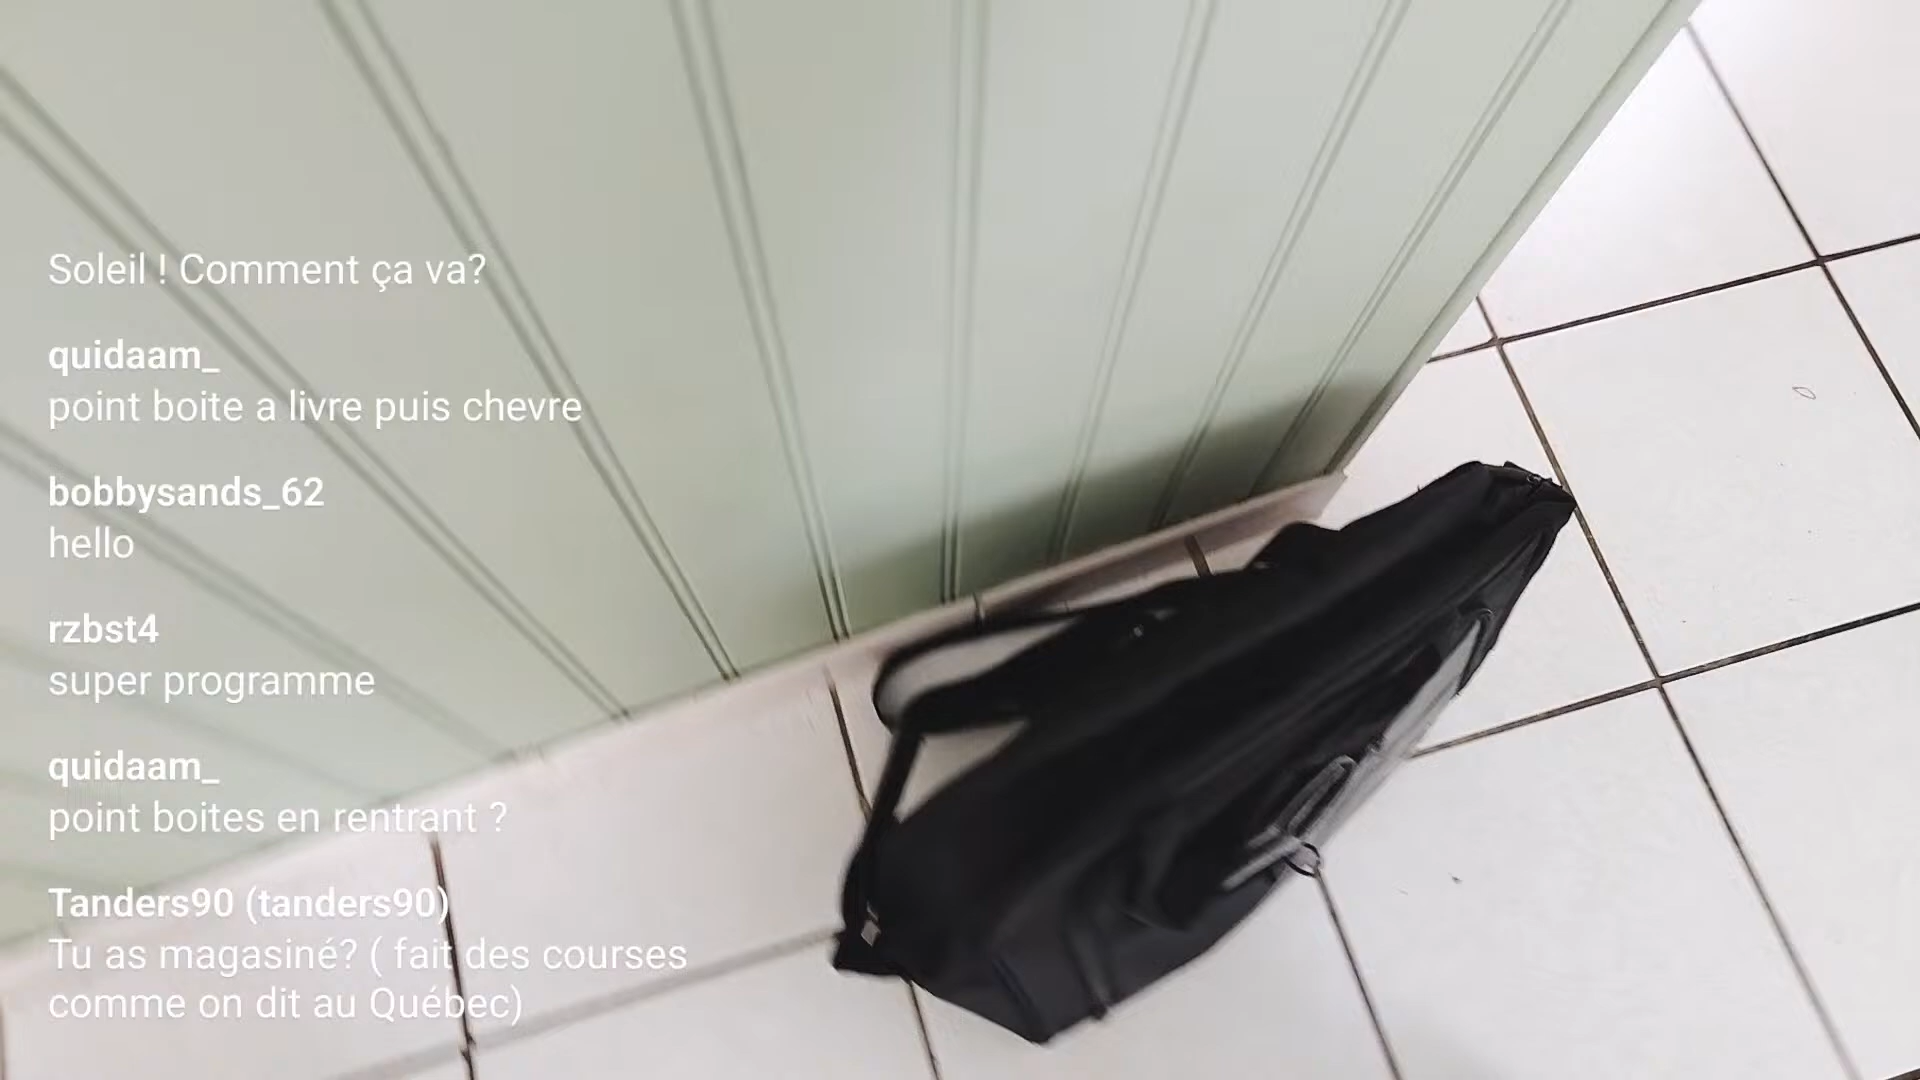 Soleil ! Comment ça va?
quidaam_
point boite a livre puis chevre
bobbysands_62
hello
rzbst4
super programme
quidaam_
point boites en rentrant ?
Tanders90 (tanders90)
Tu as magasiné? ( fait des courses
comme on dit au Québec)